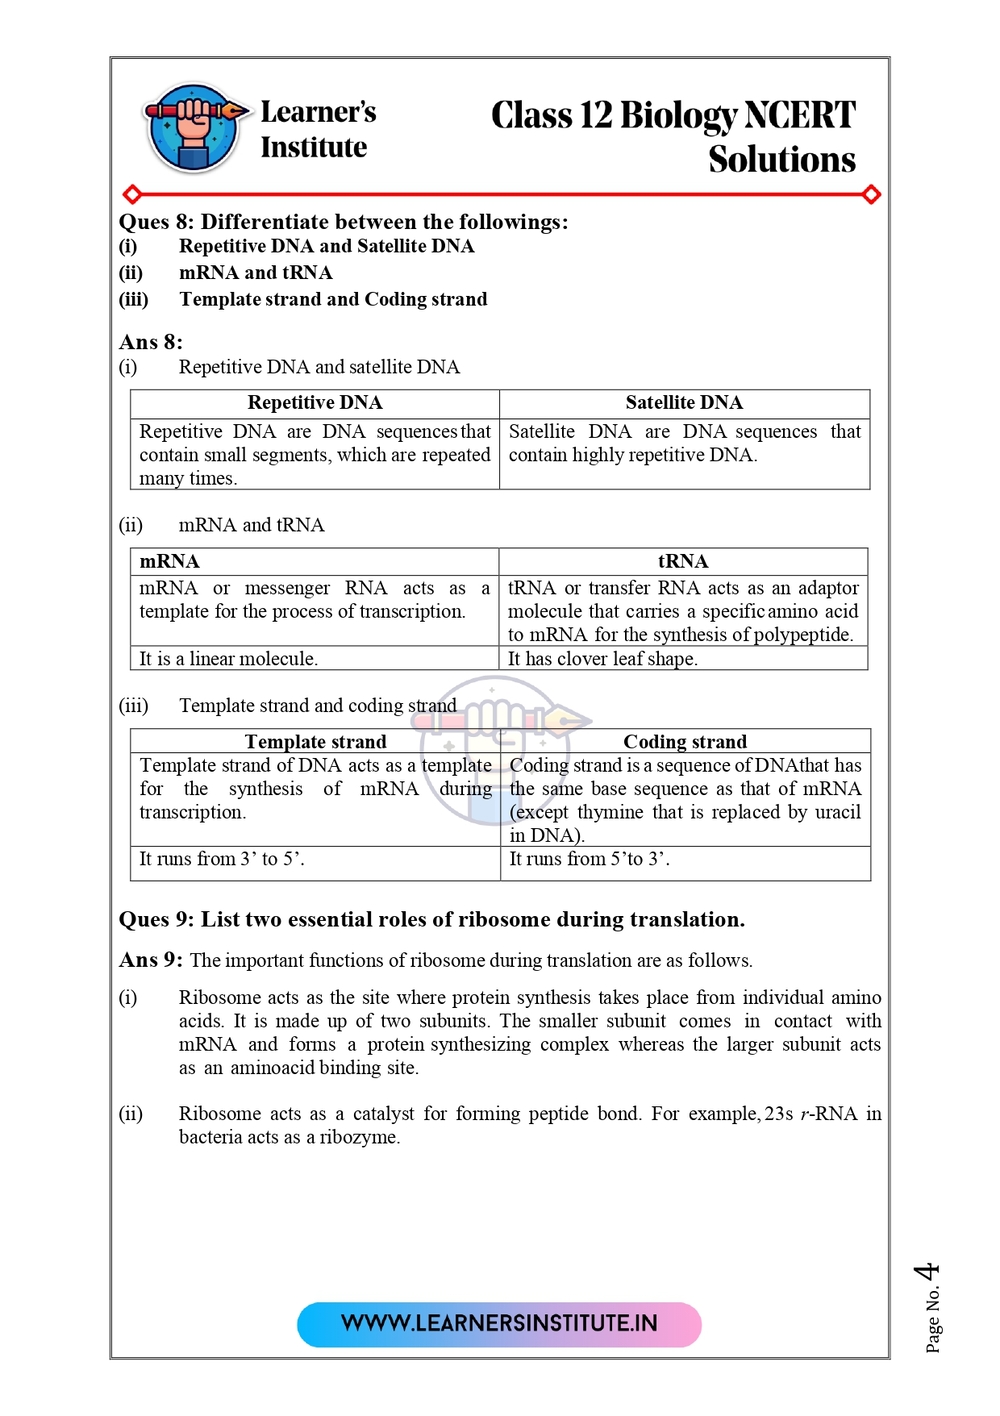 Learner's
Institute
Class 12 Biology NCERT
Solutions
Ques 8: Differentiate between the followings:
(i) Repetitive DNA and Satellite DNA
(ii) mRNA and tRNA
(iii) Template strand and Coding strand
Ans 8:
(i) Repetitive DNA and satellite DNA
Repetitive DNA Satellite DNA
Repetitive DNA are DNA sequences that Satellite DNA are DNA sequences that
contain small segments, which are repeated contain highly repetitive DNA.
many times.
(ii) mRNA and tRNA
mRNA tRNA
mRNA or messenger RNA acts as a tRNA or transfer RNA acts as an adaptor
template for the process of transcription. molecule that carries a specific amino acid
to mRNA for the synthesis of polypeptide.
It is a linear molecule. It has clover leaf shape.
(iii) Template strand and coding strand
Template strand Coding strand
Template strand of DNA acts as a template Coding strand is a sequence of DNA that has
for the synthesis of mRNA during the same base sequence as that of mRNA
transcription. (except thymine that is replaced by uracil
in DNA).
It runs from 3’ to 5’. It runs from 5’to 3’.
Ques 9: List two essential roles of ribosome during translation.
Ans 9: The important functions of ribosome during translation are as follows.
(i) Ribosome acts as the site where protein synthesis takes place from individual amino
acids. It is made up of two subunits. The smaller subunit comes in contact with
mRNA and forms a protein synthesizing complex whereas the larger subunit acts
as an aminoacid binding site.
(ii) Ribosome acts as a catalyst for forming peptide bond. For example, 23s r-RNA in
bacteria acts as a ribozyme.
WWW.LEARNERSINSTITUTE.IN
Page No. 4